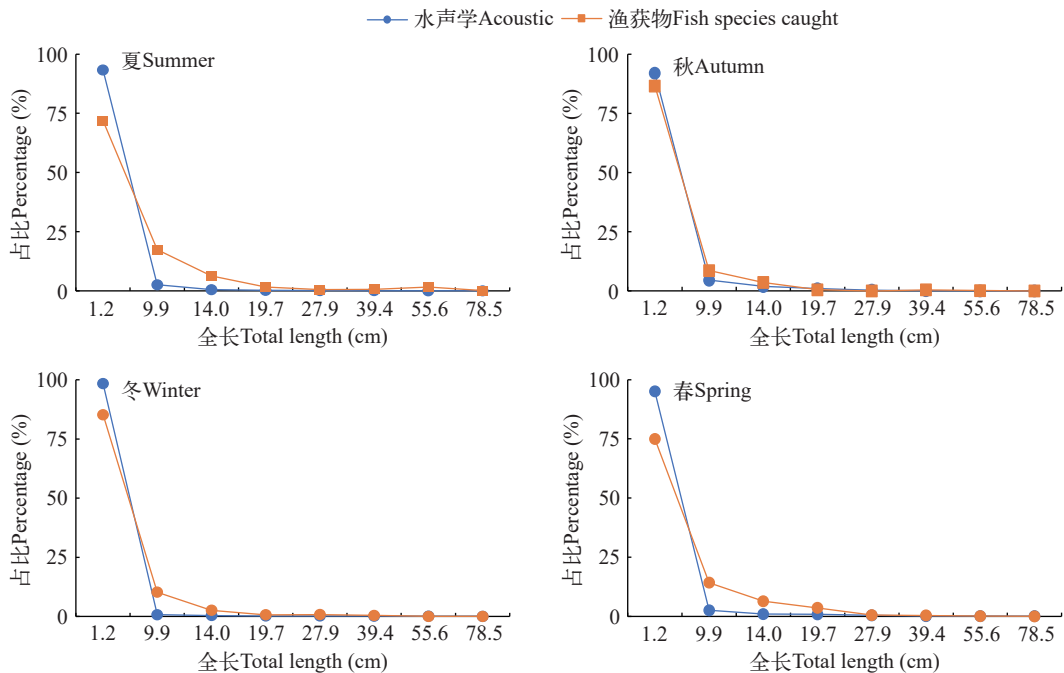 水声学Acoustic 渔获物Fish species caught
夏Summer
占比Percentage (%)
100
75
50
25
0
1.2 9.9 14.0 19.7 27.9 39.4 55.6 78.5
全长Total length (cm)
秋Autumn
占比Percentage (%)
100
75
50
25
0
1.2 9.9 14.0 19.7 27.9 39.4 55.6 78.5
全长Total length (cm)
冬Winter
占比Percentage (%)
100
75
50
25
0
1.2 9.9 14.0 19.7 27.9 39.4 55.6 78.5
全长Total length (cm)
春Spring
占比Percentage (%)
100
75
50
25
0
1.2 9.9 14.0 19.7 27.9 39.4 55.6 78.5
全长Total length (cm)